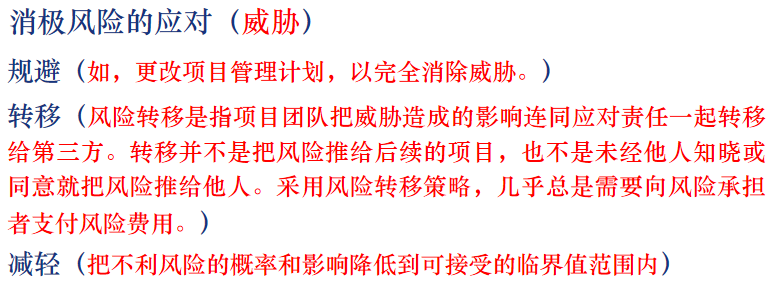 消极风险的应对（威胁）
规避（如，更改项目管理计划，以完全消除威胁。）
转移（风险转移是指项目团队把威胁造成的影响连同应对责任一起转移
给第三方。转移并不是把风险推给后续的项目，也不是未经他人知晓或
同意就把风险推给他人。采用风险转移策略，几乎总是需要向风险承担
者支付风险费用。）
减轻（把不利风险的概率和影响降低到可接受的临界值范围内）